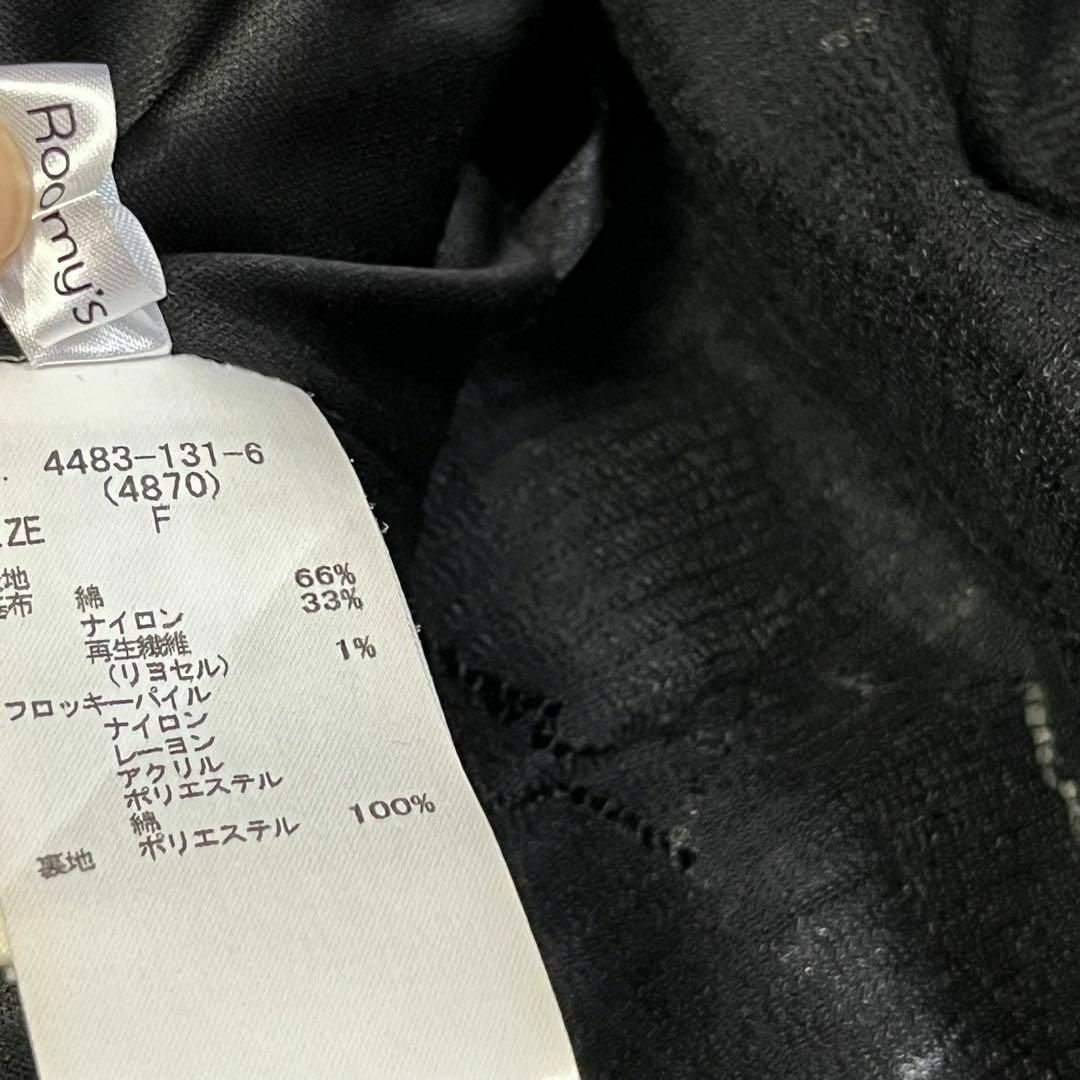 Roomy's
4483-131-6
(4870)
IZE F
地
布 綿 66%
ナイロン 33%
再生繊維
(リヨセル) 1%
フロッキーパイル
ナイロン
レーヨン
アクリル
ポリエステル
綿
裏地 ポリエステル 100%